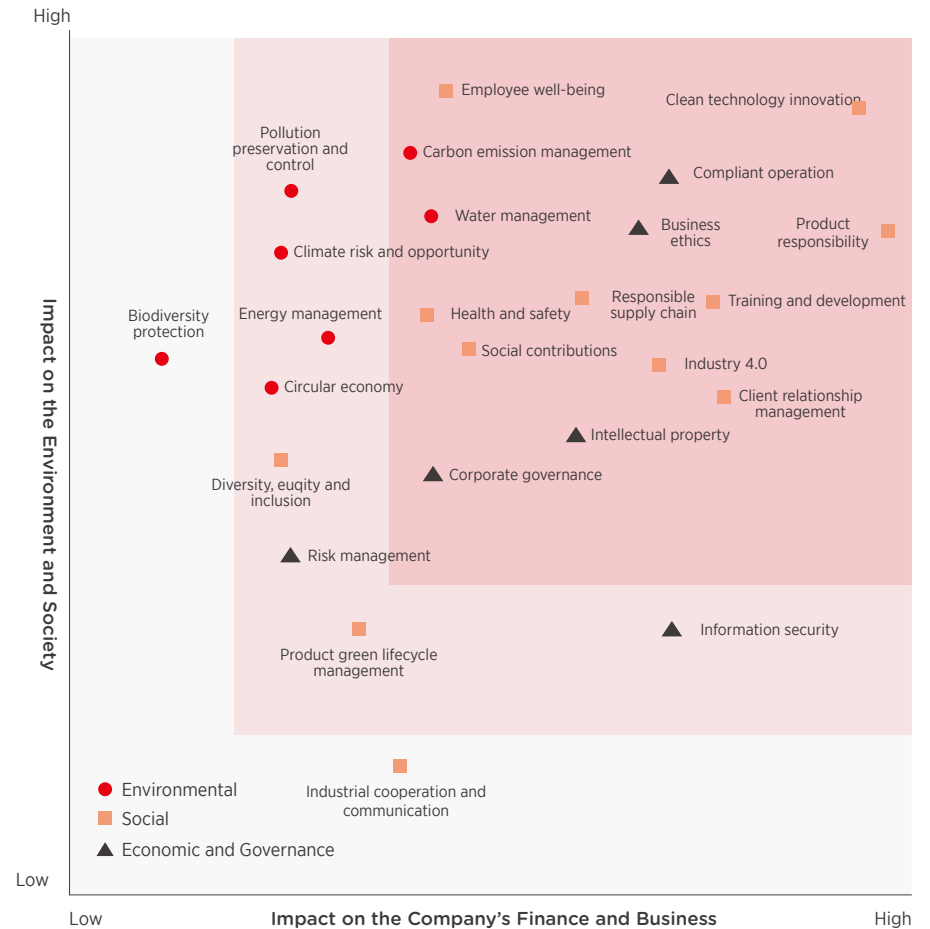 High
Employee well-being
Clean technology innovation
Pollution
preservation and
control
Carbon emission management
Compliant operation
Water management
Business
ethics
Product
responsibility
Climate risk and opportunity
Responsible
supply chain
Training and development
Biodiversity
protection
Energy management
Health and safety
Social contributions
Industry 4.0
Circular economy
Client relationship
management
Intellectual property
Corporate governance
Diversity, euqity and
inclusion
Risk management
Information security
Product green lifecycle
management
Industrial cooperation and
communication
Impact on the Environment and Society
Environmental
Social
Economic and Governance
Low
Low
Impact on the Company’s Finance and Business
High